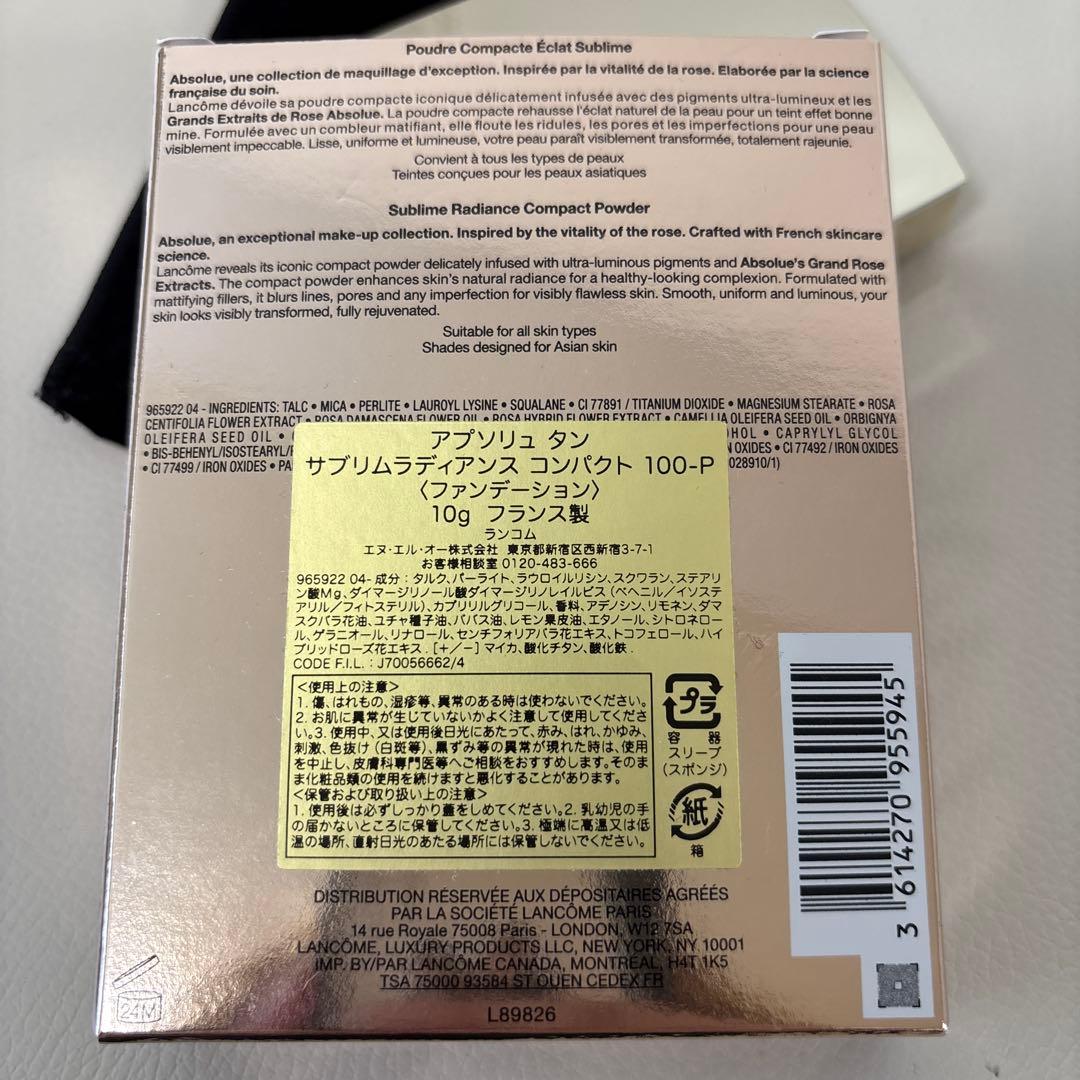 Poudre Compacte Éclat Sublime
Absolue, une collection de maquillage d'exception. Inspirée par la vitalité de la rose. Elaborée par la science
française du soin.
Lancôme dévoile sa poudre compacte iconique délicatement infusée avec des pigments ultra-lumineux et les
Grands Extraits de Rose Absolue. La poudre compacte rehausse l'éclat naturel de la peau pour un teint effet bonne
mine. Formulée avec un combleur matifiant, elle floute les ridules, les pores et les imperfections pour une peau
visiblement impeccable. Lisse, uniforme et lumineuse, votre peau paraît visiblement transformée, totalement rajeunie.
Convient à tous les types de peaux
Teintes conçues pour les peaux asiatiques
Sublime Radiance Compact Powder
Absolue, an exceptional make-up collection. Inspired by the vitality of the rose. Crafted with French skincare
science.
Lancôme reveals its iconic compact powder delicately infused with ultra-luminous pigments and Absolue's Grand Rose
Extracts. The compact powder enhances skin's natural radiance for a healthy-looking complexion. Formulated with
mattifying fillers, it blurs lines, pores and any imperfection for visibly flawless skin. Smooth, uniform and luminous, your
skin looks visibly transformed, fully rejuvenated.
Suitable for all skin types
Shades designed for Asian skin
965922 04 - INGREDIENTS: TALC • MICA • PERLITE • LAUROYL LYSINE • SQUALANE • CI 77891 / TITANIUM DIOXIDE • MAGNESIUM STEARATE • ROSA
CENTIFOLIA FLOWER EXTRACT • ROSA DAMASCENA FLOWER OIL • ROSA HYBRID FLOWER EXTRACT • CAMELLIA OLEIFERA SEED OIL • ORBIGNYA
OLEIFERA SEED OIL • CAPRYLYL GLYCOL
• BIS-BEHENYL/ISOSTEARYL/ OXIDES • CI 77492 / IRON OXIDES
• CI 77499 / IRON OXIDES • 028910/1)
アプソリュ タン
サブリムラディアンス コンパクト 100-P
〈ファンデーション〉
10g フランス製
ランコム
エヌ・エル・オー株式会社 東京都新宿区西新宿3-7-1
お客様相談室 0120-483-666
965922 04- 成分：タルク、パーライト、ラウロイルリシン、スクワラン、ステアリ
ン酸Mg、ダイマージリノール酸ダイマージリノレイルビス（ベヘニル／イソステ
アリル／フィトステリル）、カプリリルグリコール、香料、アデノシン、リモネン、ダマ
スクバラ花油、ユチャ種子油、ババス油、レモン果皮油、エタノール、シトロネロー
ル、ゲラニオール、リナロール、センチフォリアバラ花エキス、トコフェロール、ハイ
ブリッドローズ花エキス．[＋／−] マイカ、酸化チタン、酸化鉄．
CODE F.I.L. : J70056662/4
＜使用上の注意＞
1. 傷、はれもの、湿疹等、異常のある時は使わないでください。
2. お肌に異常が生じていないかよく注意して使用してくださ
い。3. 使用中、又は使用後日光にあたって、赤み、はれ、かゆみ、
刺激、色抜け（白斑等）、黒ずみ等の異常が現れた時は、使用
を中止し、皮膚科専門医等へご相談をおすすめします。そのま
ま化粧品類の使用を続けますと悪化することがあります。
＜保管および取り扱い上の注意＞
1. 使用後は必ずしっかり蓋をしめてください。2. 乳幼児の手
の届かないところに保管してください。3. 極端に高温又は低
温の場所、直射日光のあたる場所には保管しないでください。
プラ
容 器
スリーブ
（スポンジ）
紙
箱
3 614270 955945
DISTRIBUTION RÉSERVÉE AUX DÉPOSITAIRES AGRÉÉS
PAR LA SOCIÉTÉ LANCÔME PARIS
14 rue Royale 75008 Paris - LONDON, W12 7SA
LANCÔME, LUXURY PRODUCTS LLC, NEW YORK, NY 10001
IMP. BY/PAR LANCÔME CANADA, MONTRÉAL, H4T 1K5
TSA 75000 93584 ST OUEN CEDEX FR
24M
L89826